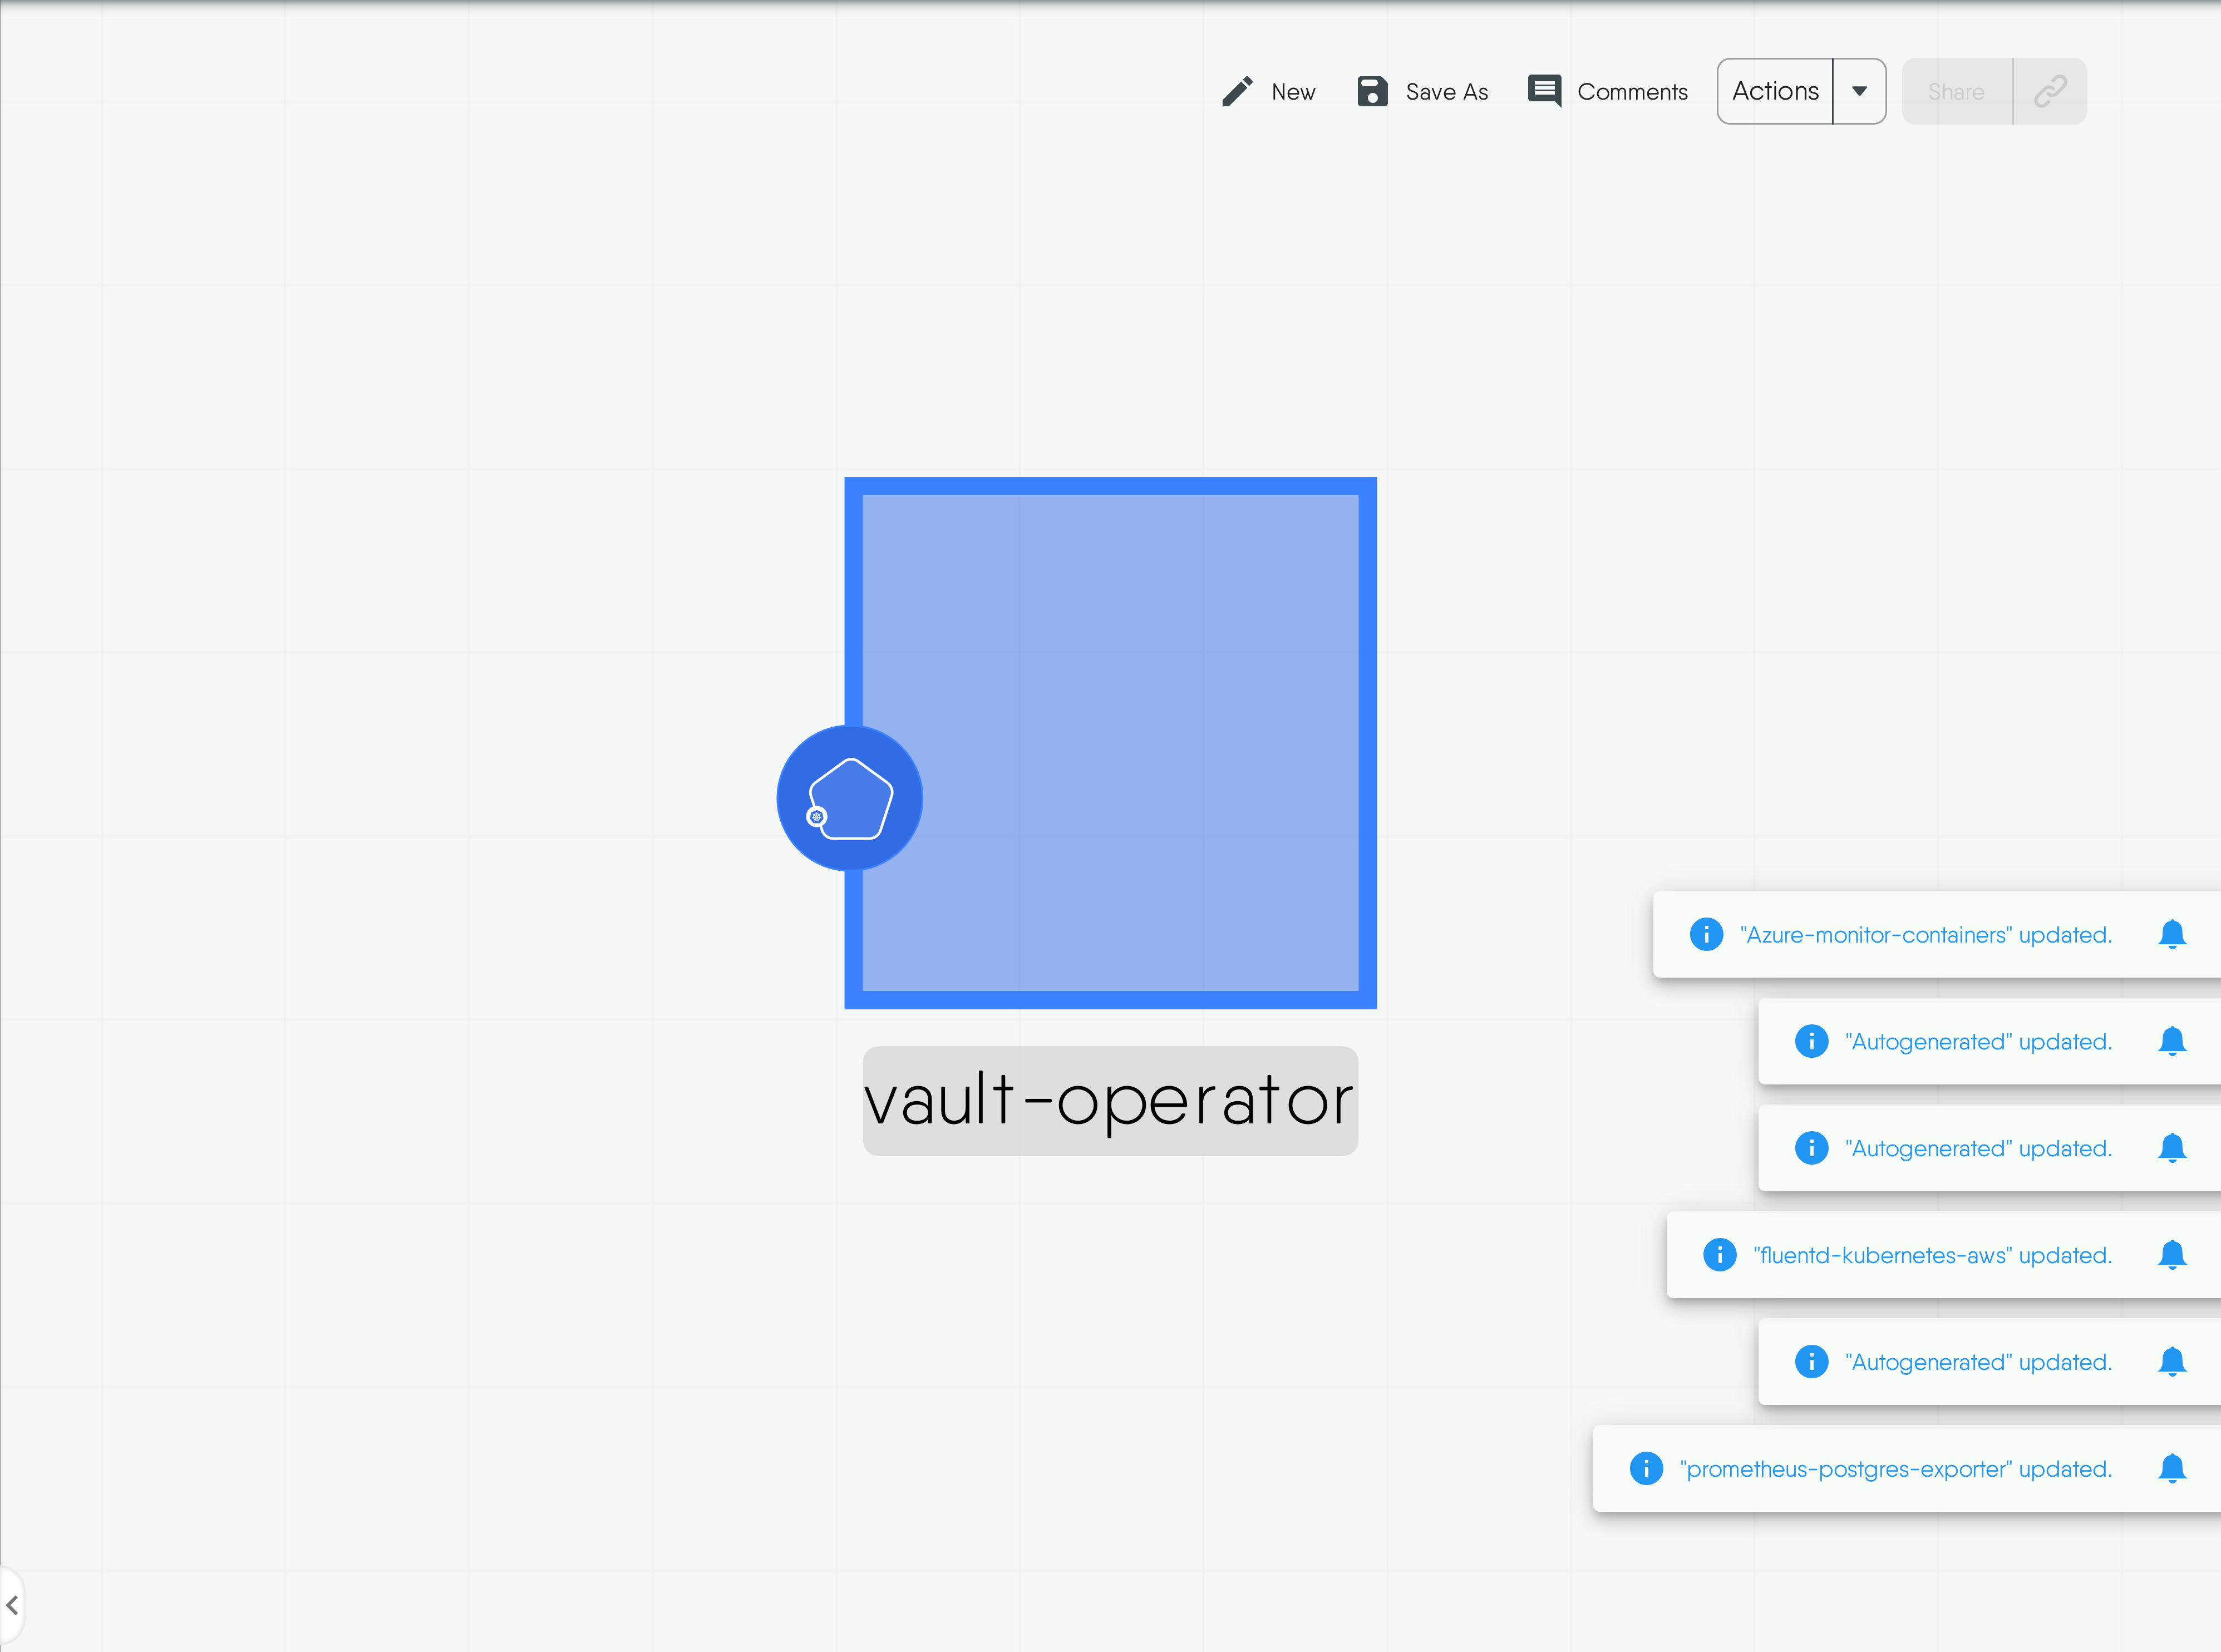 New Save As Comments Actions Share
vault-operator
"Azure-monitor-containers" updated.
"Autogenerated" updated.
"Autogenerated" updated.
"fluentd-kubernetes-aws" updated.
"Autogenerated" updated.
"prometheus-postgres-exporter" updated.